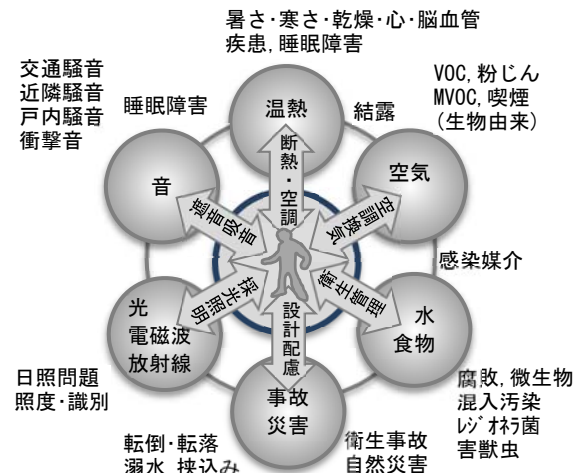 暑さ・寒さ・乾燥・心・脳血管
疾患, 睡眠障害
交通騒音
近隣騒音
戸内騒音
衝撃音
睡眠障害
温熱
結露
VOC, 粉じん
MVOC, 喫煙
(生物由来)
音
断熱・空調
空気
遮音吸音
空調換気
感染媒介
採光照明
衛生管理
設計配慮
光
電磁波
放射線
水
食物
日照問題
照度・識別
事故
災害
腐敗, 微生物
混入汚染
ﾚｼﾞｵﾈﾗ菌
害獣虫
転倒・転落
溺水 挟込み
衛生事故
自然災害